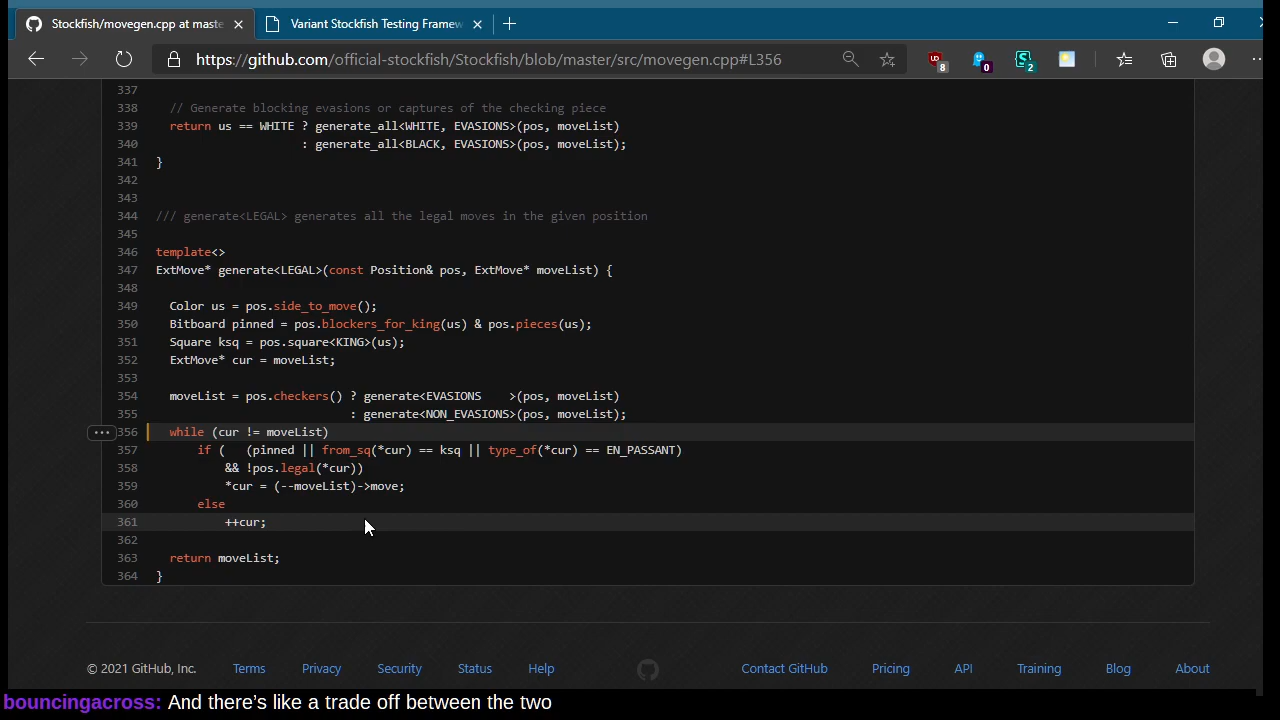 Stockfish/movegen.cpp at maste
Variant Stockfish Testing Framew
https://github.com/official-stockfish/Stockfish/blob/master/src/movegen.cpp#L356
8
0
2
337
338 // Generate blocking evasions or captures of the checking piece
339 return us == WHITE ? generate_all<WHITE, EVASIONS>(pos, moveList)
340 : generate_all<BLACK, EVASIONS>(pos, moveList);
341 }
342
343
344 /// generate<LEGAL> generates all the legal moves in the given position
345
346 template<>
347 ExtMove* generate<LEGAL>(const Position& pos, ExtMove* moveList) {
348
349 Color us = pos.side_to_move();
350 Bitboard pinned = pos.blockers_for_king(us) & pos.pieces(us);
351 Square ksq = pos.square<KING>(us);
352 ExtMove* cur = moveList;
353
354 moveList = pos.checkers() ? generate<EVASIONS    >(pos, moveList)
355 : generate<NON_EVASIONS>(pos, moveList);
356 while (cur != moveList)
357 if (   (pinned || from_sq(*cur) == ksq || type_of(*cur) == EN_PASSANT)
358 && !pos.legal(*cur))
359 *cur = (--moveList)->move;
360 else
361 ++cur;
362
363 return moveList;
364 }
© 2021 GitHub, Inc. Terms Privacy Security Status Help Contact GitHub Pricing API Training Blog About
bouncingacross: And there's like a trade off between the two